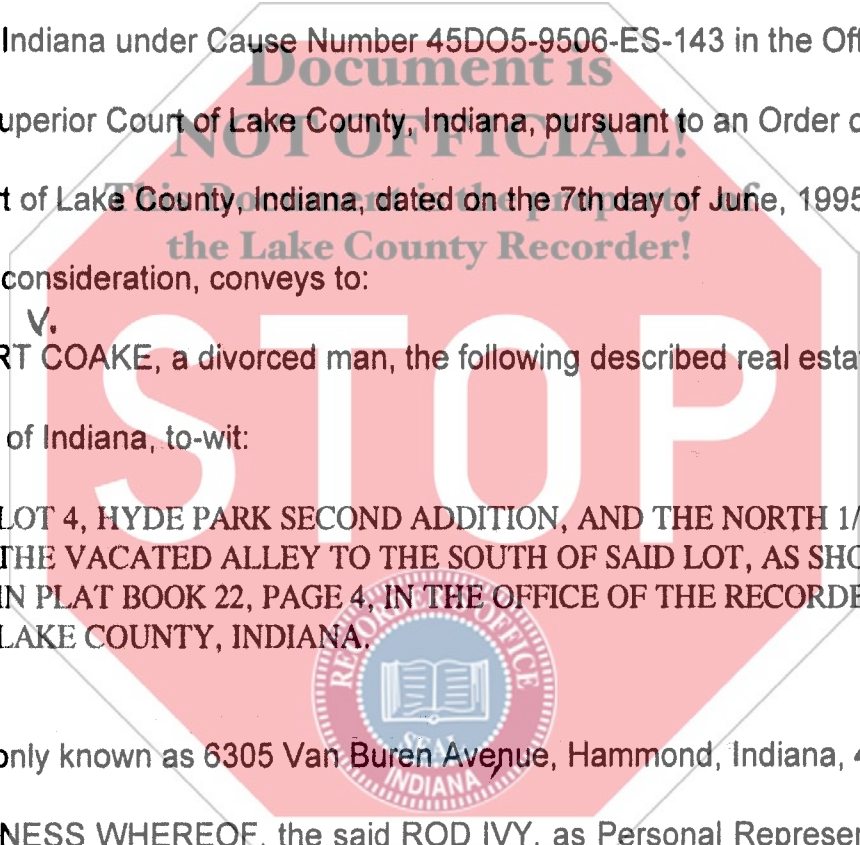 Indiana under Cause Number 45DO5-9506-ES-143 in the Off
Document is
uperior Court of Lake County, Indiana, pursuant to an Order o
NOT OFFICIAL!
t of Lake County, Indiana, dated on the 7th day of June, 1995
This Document is the property of
the Lake County Recorder!
consideration, conveys to:
V.
RT COAKE, a divorced man, the following described real esta
STOP
of Indiana, to-wit:
LOT 4, HYDE PARK SECOND ADDITION, AND THE NORTH 1/
THE VACATED ALLEY TO THE SOUTH OF SAID LOT, AS SHO
IN PLAT BOOK 22, PAGE 4, IN THE OFFICE OF THE RECORDE
LAKE COUNTY, INDIANA.
RECORDER'S OFFICE
SEAL
INDIANA
only known as 6305 Van Buren Avenue, Hammond, Indiana, 4
NESS WHEREOF, the said ROD IVY, as Personal Represen